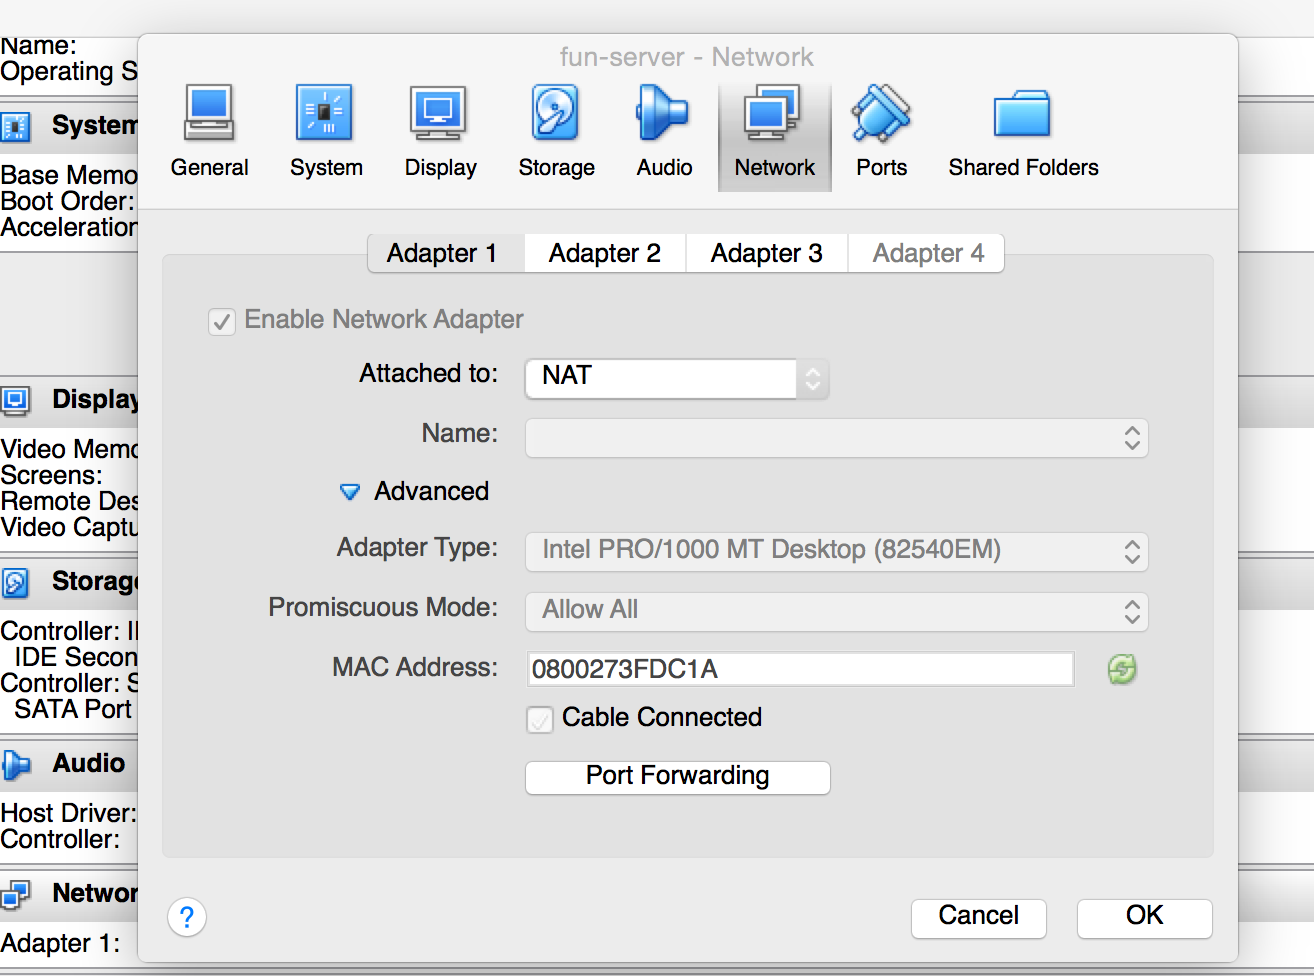 Name:
Operating S
System
Base Memo
Boot Order:
Acceleration
Display
Video Memo
Screens:
Remote Des
Video Captu
Storage
Controller: I
IDE Secon
Controller: S
SATA Port
Audio
Host Driver:
Controller:
Networ
Adapter 1:
fun-server - Network
General System Display Storage Audio Network Ports Shared Folders
Adapter 1 Adapter 2 Adapter 3 Adapter 4
Enable Network Adapter
Attached to: NAT
Name:
Advanced
Adapter Type: Intel PRO/1000 MT Desktop (82540EM)
Promiscuous Mode: Allow All
MAC Address: 0800273FDC1A
Cable Connected
Port Forwarding
? Cancel OK